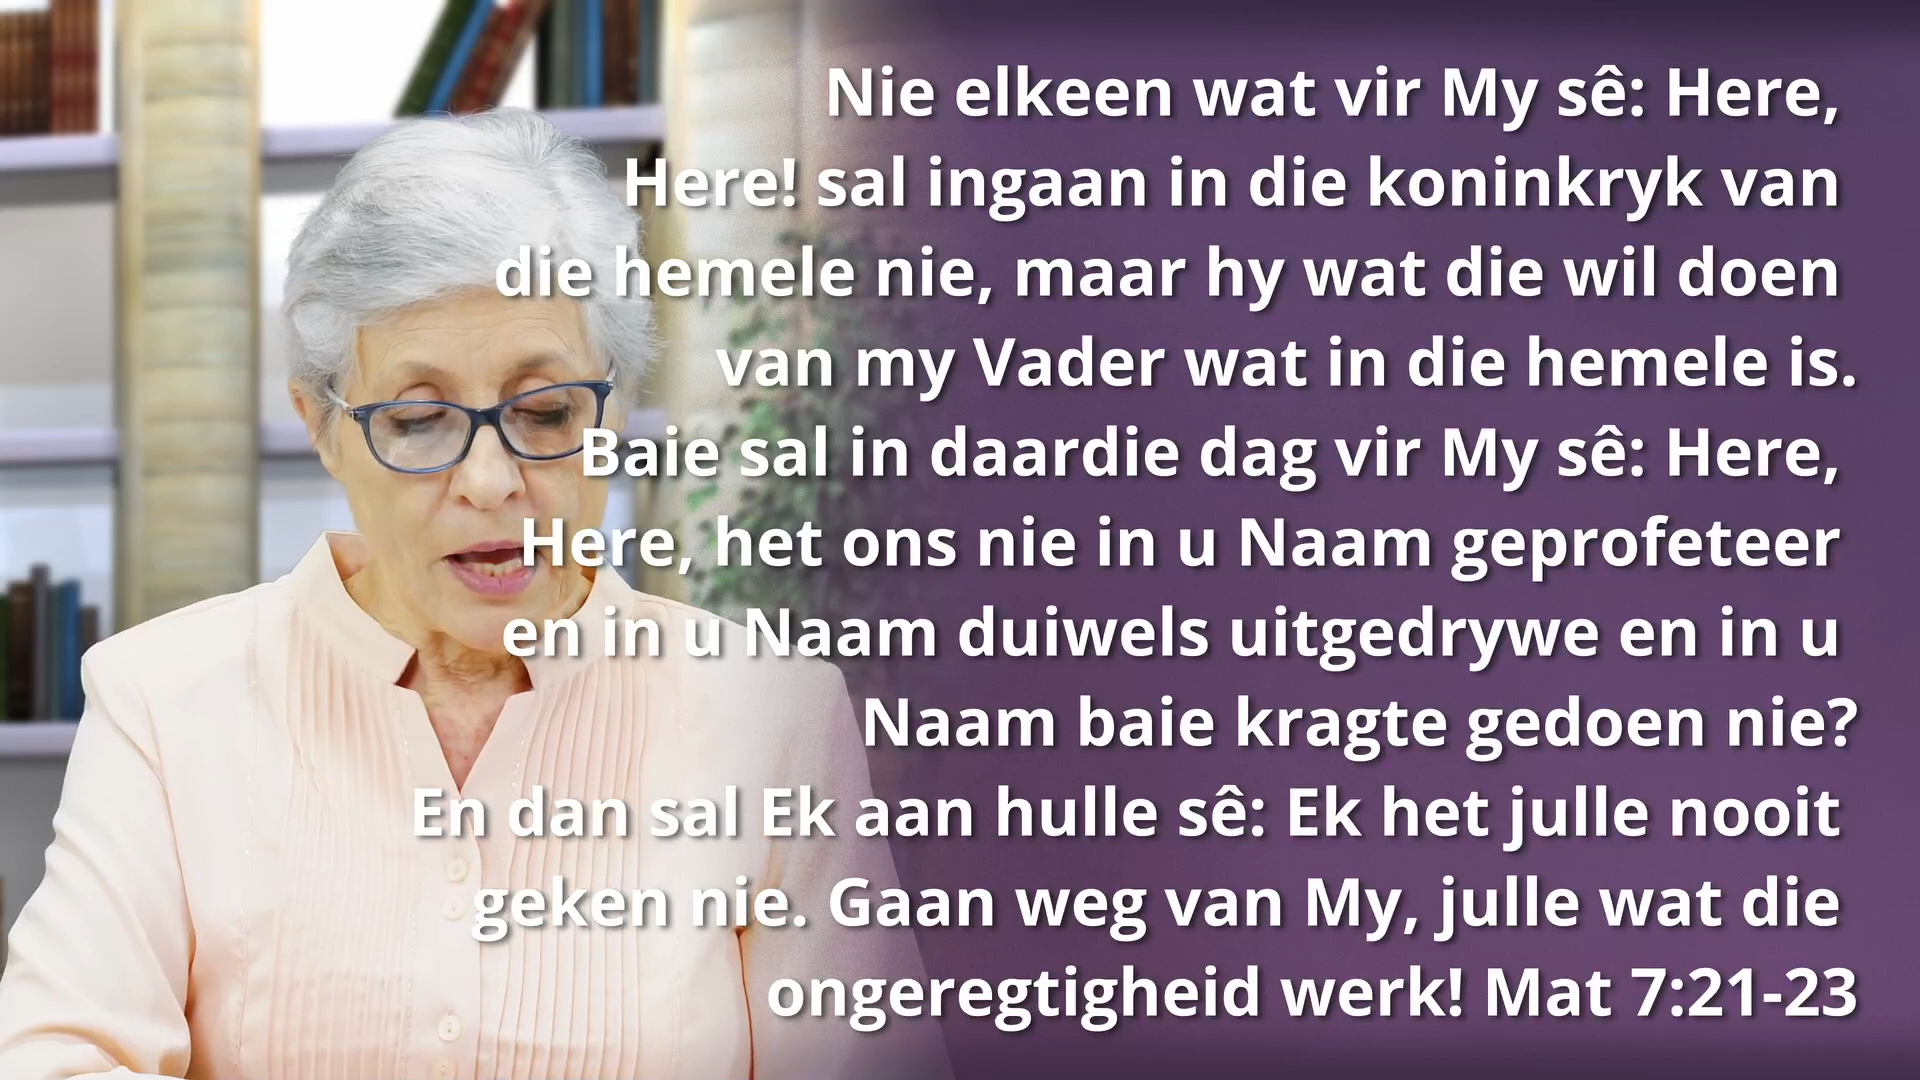 Nie elkeen wat vir My sê: Here,
Here! sal ingaan in die koninkryk van
die hemele nie, maar hy wat die wil doen
van my Vader wat in die hemele is.
Baie sal in daardie dag vir My sê: Here,
Here, het ons nie in u Naam geprofeteer
en in u Naam duiwels uitgedrywe en in u
Naam baie kragte gedoen nie?
En dan sal Ek aan hulle sê: Ek het julle nooit
geken nie. Gaan weg van My, julle wat die
ongeregtigheid werk! Mat 7:21-23